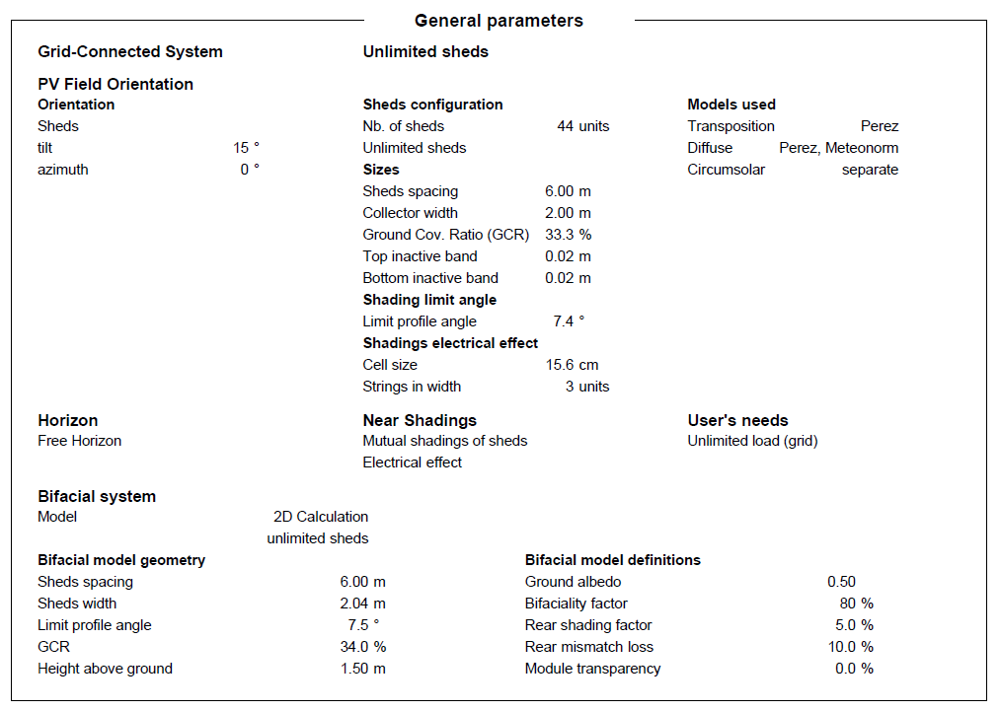 General parameters
Grid-Connected System
Unlimited sheds
PV Field Orientation
Orientation
Sheds
tilt 15 °
azimuth 0 °
Sheds configuration
Nb. of sheds 44 units
Unlimited sheds
Sizes
Sheds spacing 6.00 m
Collector width 2.00 m
Ground Cov. Ratio (GCR) 33.3 %
Top inactive band 0.02 m
Bottom inactive band 0.02 m
Shading limit angle
Limit profile angle 7.4 °
Shadings electrical effect
Cell size 15.6 cm
Strings in width 3 units
Models used
Transposition Perez
Diffuse Perez, Meteonorm
Circumsolar separate
Horizon
Free Horizon
Near Shadings
Mutual shadings of sheds
Electrical effect
User's needs
Unlimited load (grid)
Bifacial system
Model 2D Calculation
unlimited sheds
Bifacial model geometry
Sheds spacing 6.00 m
Sheds width 2.04 m
Limit profile angle 7.5 °
GCR 34.0 %
Height above ground 1.50 m
Bifacial model definitions
Ground albedo 0.50
Bifaciality factor 80 %
Rear shading factor 5.0 %
Rear mismatch loss 10.0 %
Module transparency 0.0 %